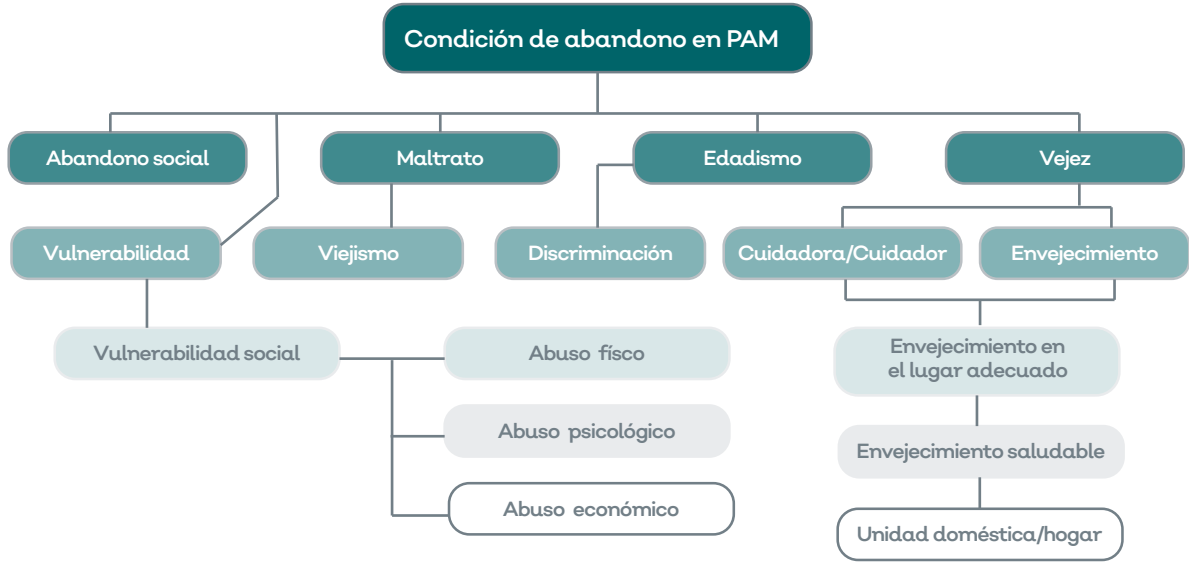 Condición de abandono en PAM
Abandono social
Maltrato
Edadismo
Vejez
Vulnerabilidad
Viejismo
Discriminación
Cuidadora/Cuidador
Envejecimiento
Vulnerabilidad social
Abuso físco
Envejecimiento en
el lugar adecuado
Abuso psicológico
Envejecimiento saludable
Abuso económico
Unidad doméstica/hogar